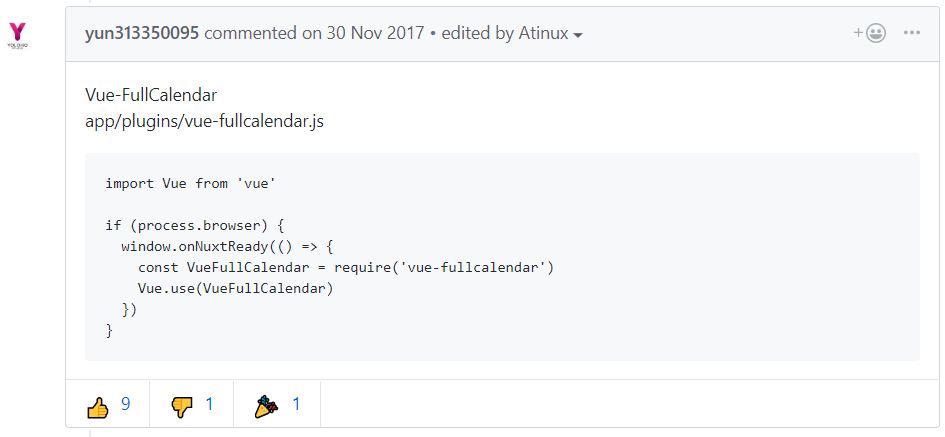 yun313350095 commented on 30 Nov 2017 • edited by Atinux
Vue-FullCalendar
app/plugins/vue-fullcalendar.js
import Vue from 'vue'
if (process.browser) {
  window.onNuxtReady(() => {
    const VueFullCalendar = require('vue-fullcalendar')
    Vue.use(VueFullCalendar)
  })
}
9 1 1